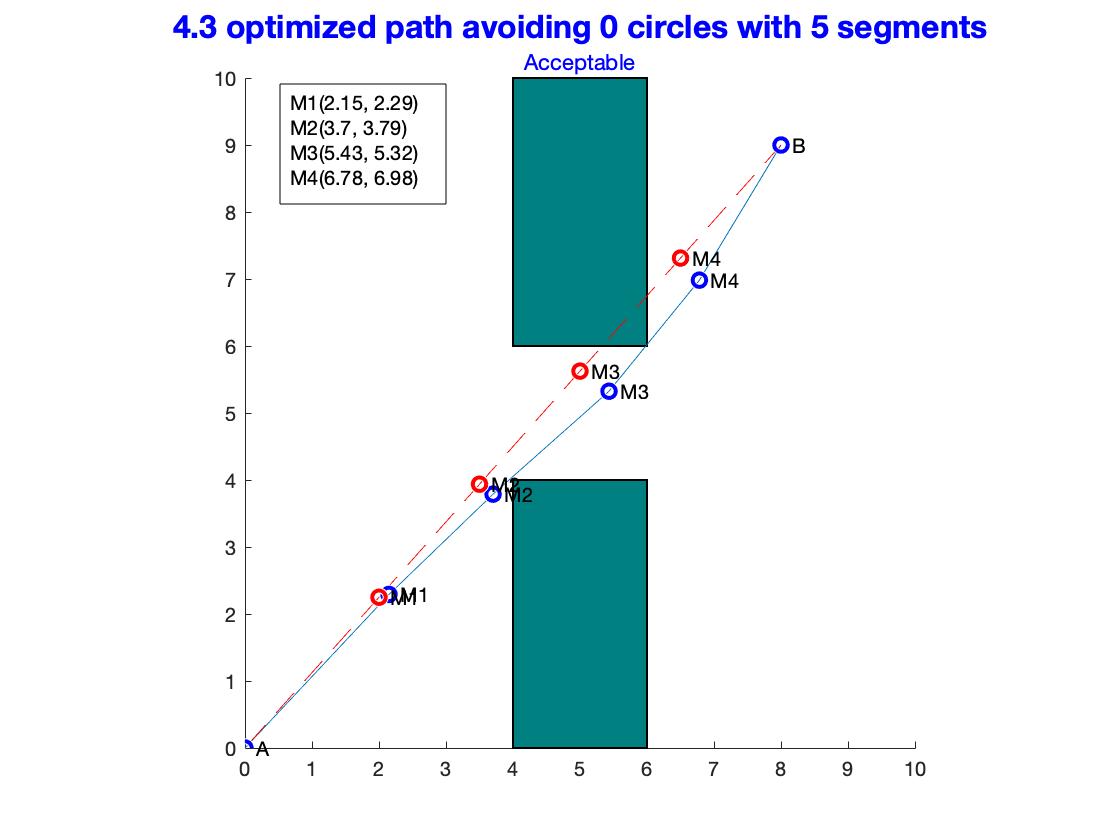 4.3 optimized path avoiding 0 circles with 5 segments
Acceptable
M1(2.15, 2.29)
M2(3.7, 3.79)
M3(5.43, 5.32)
M4(6.78, 6.98)
10
9
8
7
6
5
4
3
2
1
0
B
M4
M4
M3
M3
M2
M2
M1
M1
A
0 1 2 3 4 5 6 7 8 9 10